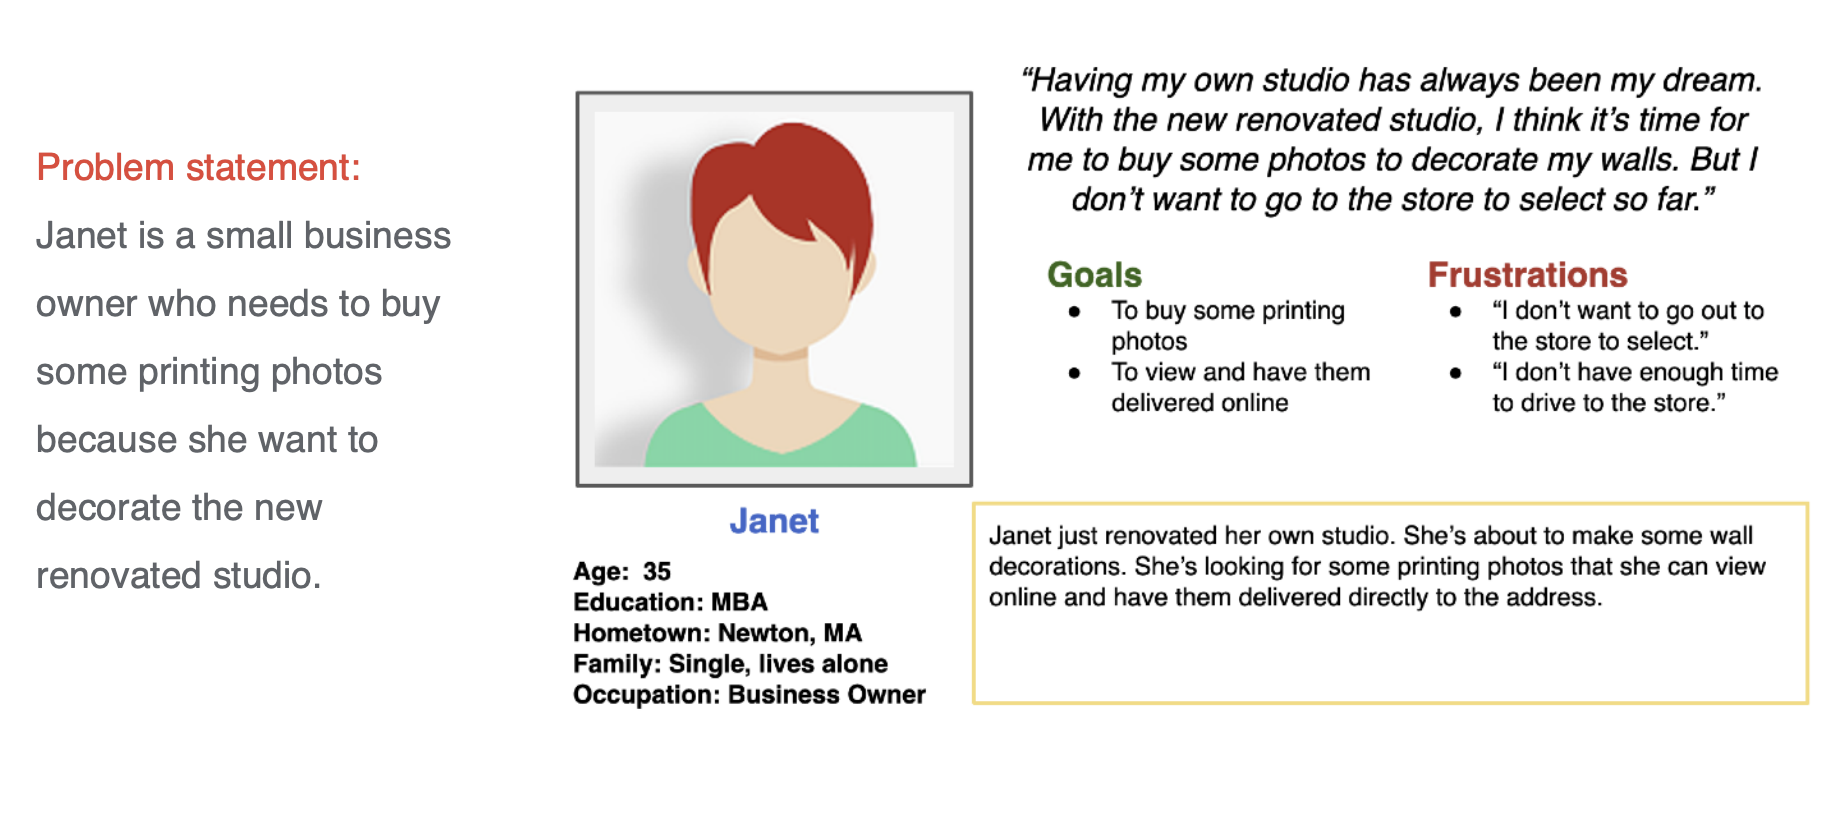 Problem statement:
Janet is a small business
owner who needs to buy
some printing photos
because she want to
decorate the new
renovated studio.
“Having my own studio has always been my dream.
With the new renovated studio, I think it’s time for
me to buy some photos to decorate my walls. But I
don’t want to go to the store to select so far.”
Goals
● To buy some printing
photos
● To view and have them
delivered online
Frustrations
● “I don’t want to go out to
the store to select.”
● “I don’t have enough time
to drive to the store.”
Janet
Age: 35
Education: MBA
Hometown: Newton, MA
Family: Single, lives alone
Occupation: Business Owner
Janet just renovated her own studio. She’s about to make some wall
decorations. She’s looking for some printing photos that she can view
online and have them delivered directly to the address.